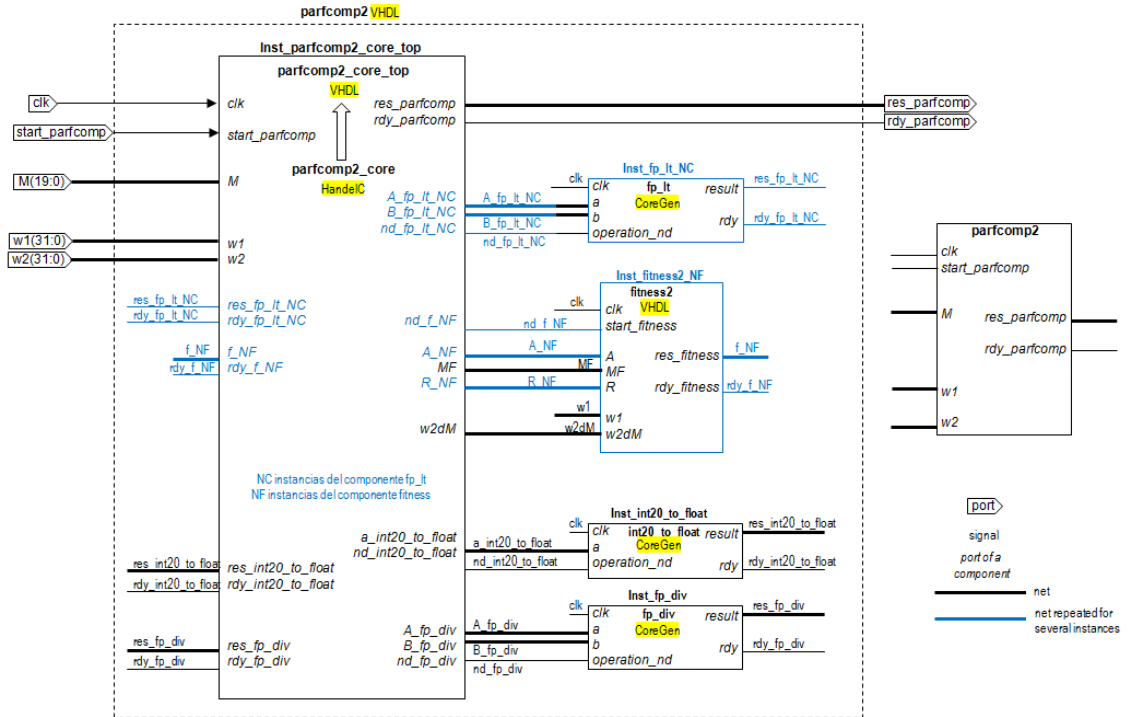 parfcomp2 VHDL
Inst_parfcomp2_core_top
parfcomp2_core_top
VHDL
parfcomp2_core
HandelC
clk
start_parfcomp
M(19:0)
w1(31:0)
w2(31:0)
clk
start_parfcomp
M
w1
w2
res_parfcomp
rdy_parfcomp
res_parfcomp
rdy_parfcomp
A_fp_lt_NC
B_fp_lt_NC
nd_fp_lt_NC
A_fp_lt_NC
B_fp_lt_NC
nd_fp_lt_NC
Inst_fp_lt_NC
clk
clk
fp_lt
CoreGen
a
b
operation_nd
result
rdy
res_fp_lt_NC
rdy_fp_lt_NC
res_fp_lt_NC
rdy_fp_lt_NC
res_fp_lt_NC
rdy_fp_lt_NC
f_NF
rdy_f_NF
f_NF
rdy_f_NF
nd_f_NF
A_NF
MF
R_NF
w2dM
nd_f_NF
A_NF
MF
R_NF
w1
w2dM
Inst_fitness2_NF
fitness2
clk
clk
VHDL
start_fitness
A
MF
R
w1
w2dM
res_fitness
rdy_fitness
f_NF
rdy_f_NF
NC instancias del componente fp_lt
NF instancias del componente fitness
a_int20_to_float
nd_int20_to_float
a_int20_to_float
nd_int20_to_float
Inst_int20_to_float
clk
clk
int20_to_float
CoreGen
a
operation_nd
result
rdy
res_int20_to_float
rdy_int20_to_float
res_int20_to_float
rdy_int20_to_float
res_int20_to_float
rdy_int20_to_float
A_fp_div
B_fp_div
nd_fp_div
A_fp_div
B_fp_div
nd_fp_div
Inst_fp_div
clk
clk
fp_div
CoreGen
a
b
operation_nd
result
rdy
res_fp_div
rdy_fp_div
res_fp_div
rdy_fp_div
res_fp_div
rdy_fp_div
parfcomp2
clk
start_parfcomp
M
w1
w2
res_parfcomp
rdy_parfcomp
port
signal
port of a
component
net
net repeated for
several instances